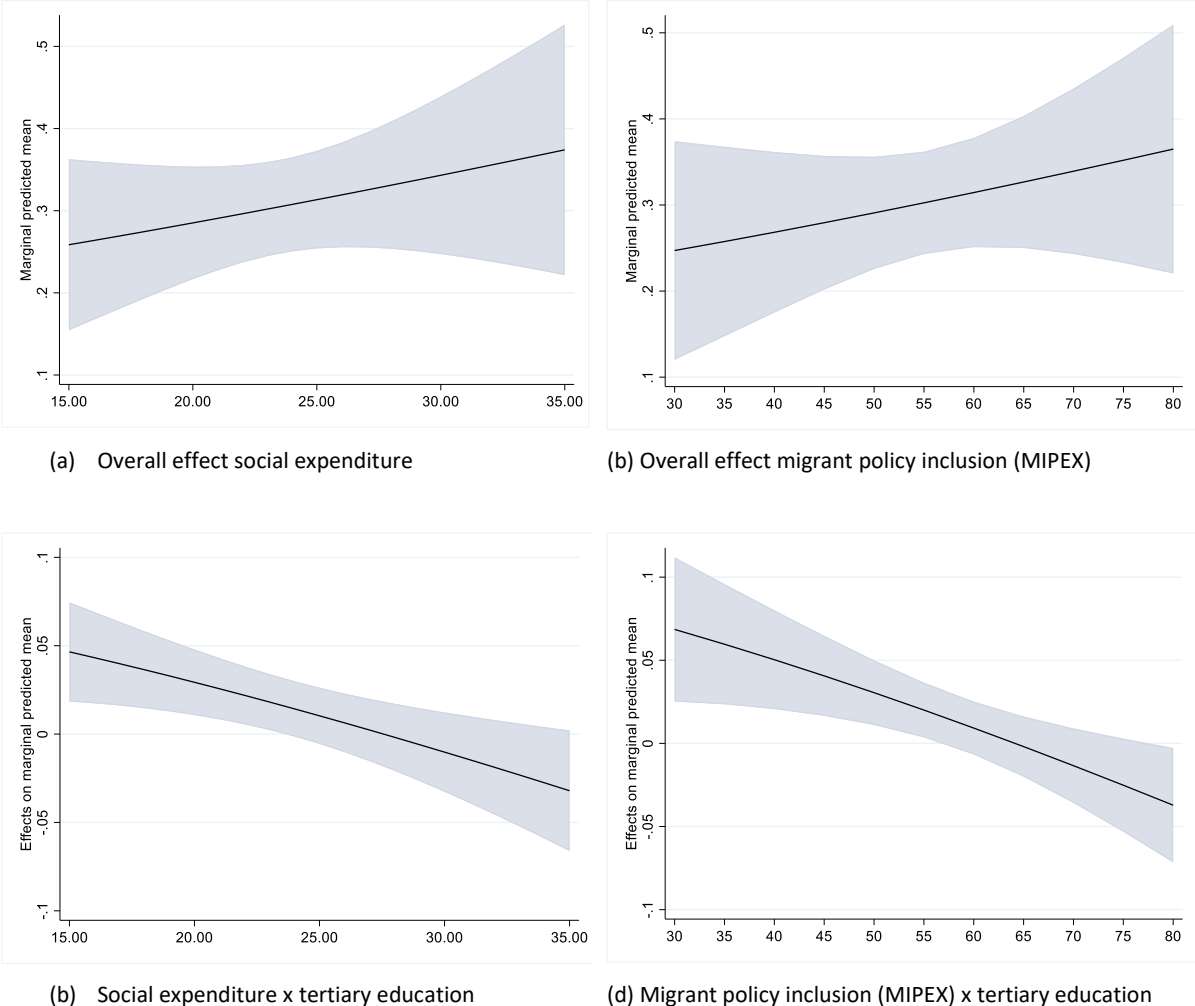 Marginal predicted mean
.5
.4
.3
.2
.1
15.00 20.00 25.00 30.00 35.00
(a) Overall effect social expenditure
Marginal predicted mean
.5
.4
.3
.2
.1
30 35 40 45 50 55 60 65 70 75 80
(b) Overall effect migrant policy inclusion (MIPEX)
Effects on marginal predicted mean
.1
.05
0
-.05
-.1
15.00 20.00 25.00 30.00 35.00
(b) Social expenditure x tertiary education
Effects on marginal predicted mean
.1
.05
0
-.05
-.1
30 35 40 45 50 55 60 65 70 75 80
(d) Migrant policy inclusion (MIPEX) x tertiary education